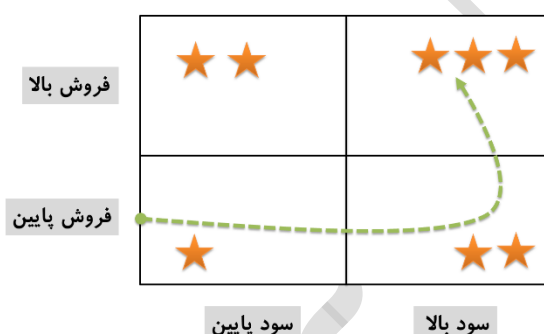 فروش بالا
فروش پایین
سود پایین
سود بالا